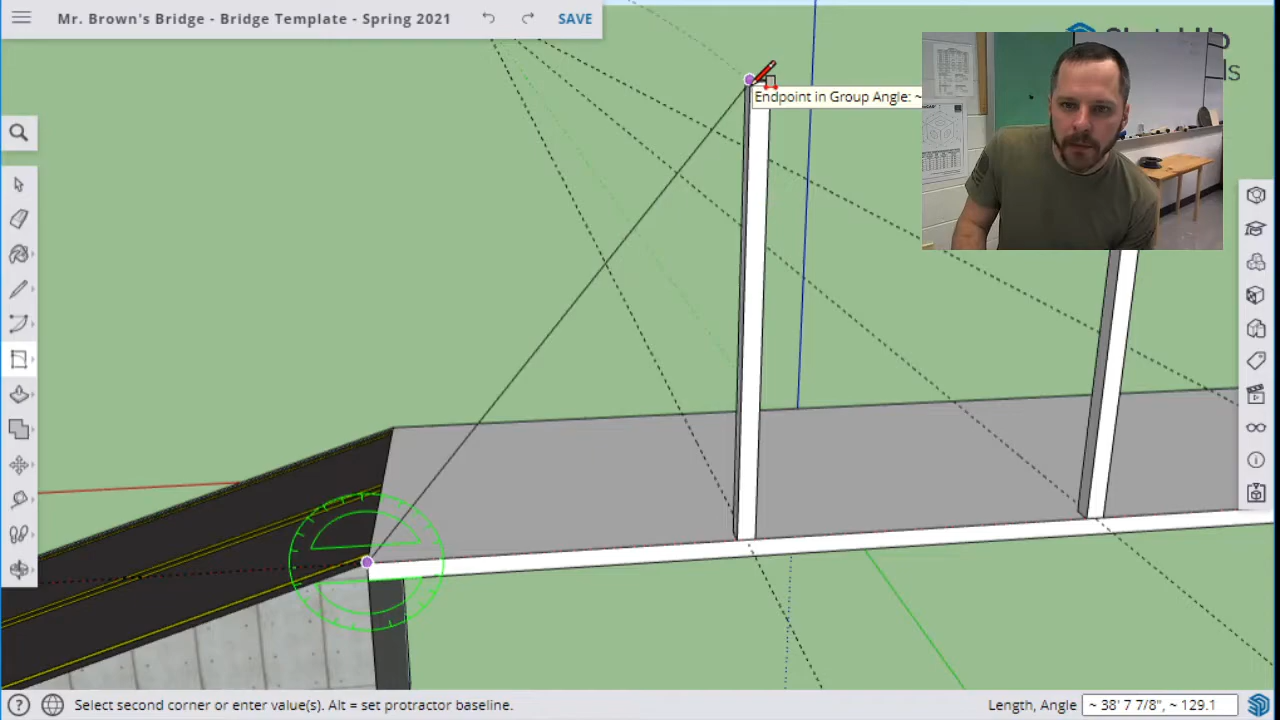 Mr. Brown's Bridge - Bridge Template - Spring 2021
SAVE
Endpoint in Group Angle: ~
Select second corner or enter value(s). Alt = set protractor baseline.
Length, Angle
~ 38' 7 7/8", ~ 129.1